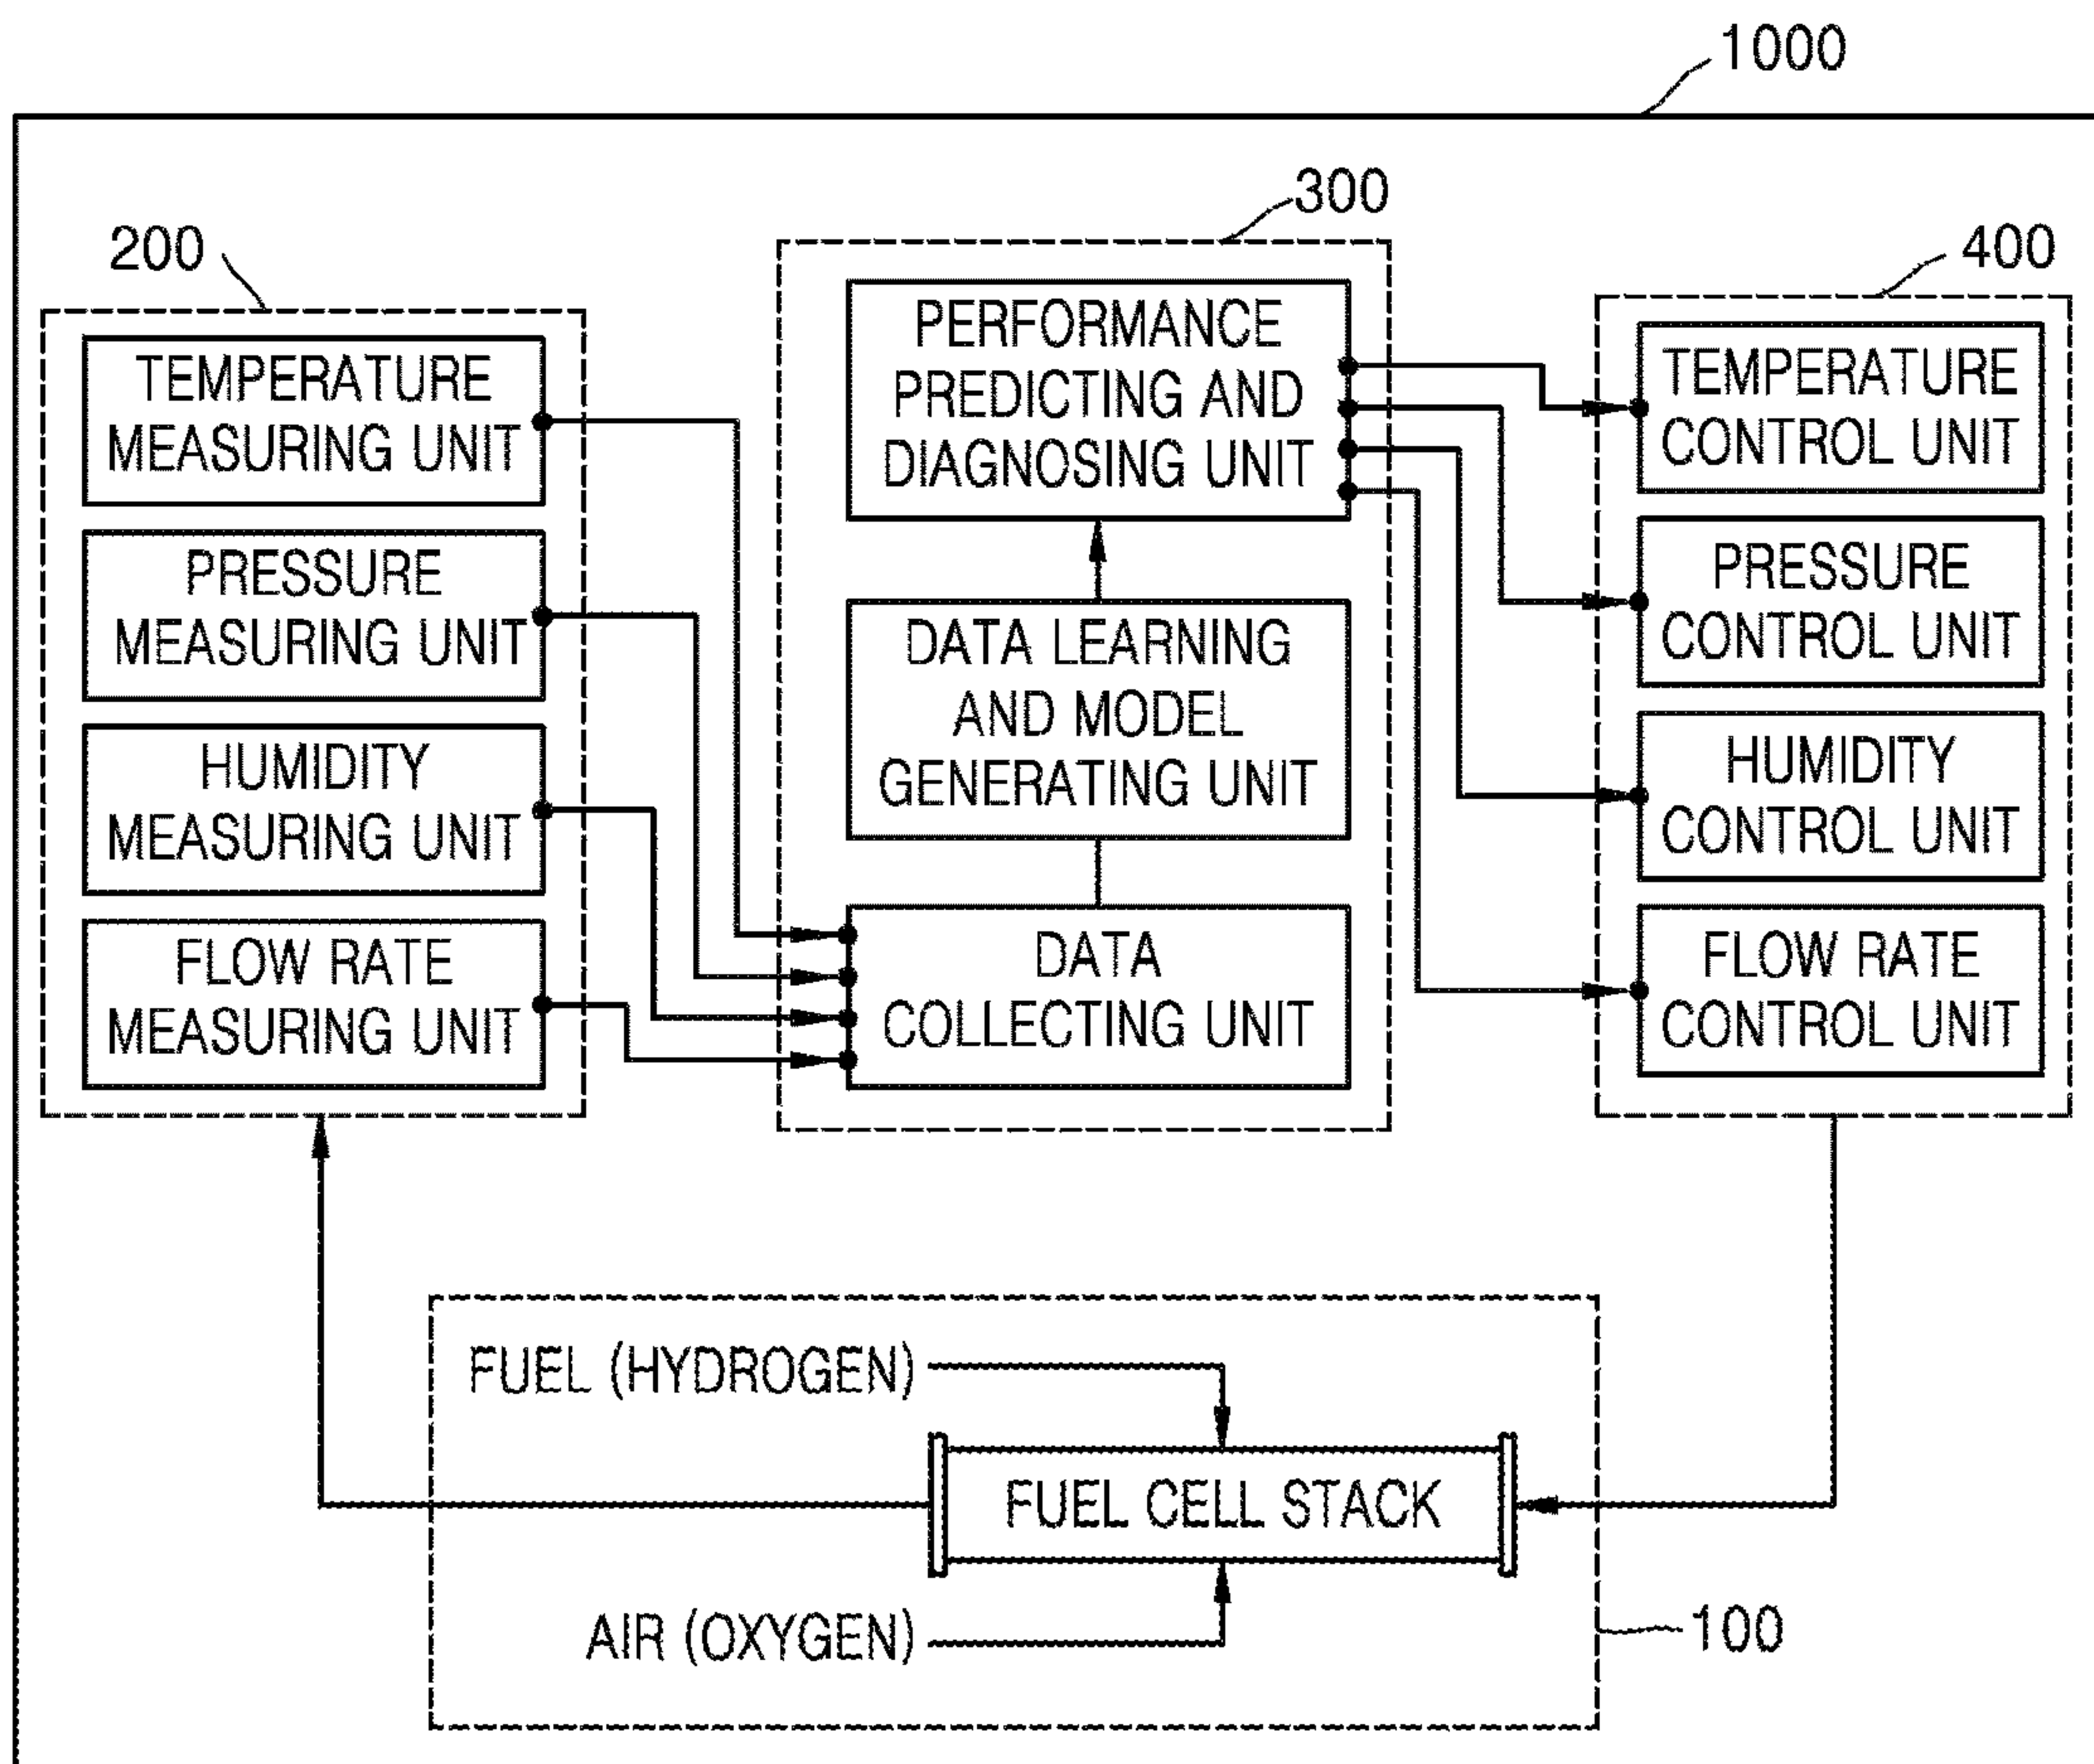 1000
200
TEMPERATURE
MEASURING UNIT
PRESSURE
MEASURING UNIT
HUMIDITY
MEASURING UNIT
FLOW RATE
MEASURING UNIT
300
PERFORMANCE
PREDICTING AND
DIAGNOSING UNIT
DATA LEARNING
AND MODEL
GENERATING UNIT
DATA
COLLECTING UNIT
400
TEMPERATURE
CONTROL UNIT
PRESSURE
CONTROL UNIT
HUMIDITY
CONTROL UNIT
FLOW RATE
CONTROL UNIT
FUEL (HYDROGEN)
FUEL CELL STACK
AIR (OXYGEN)
100